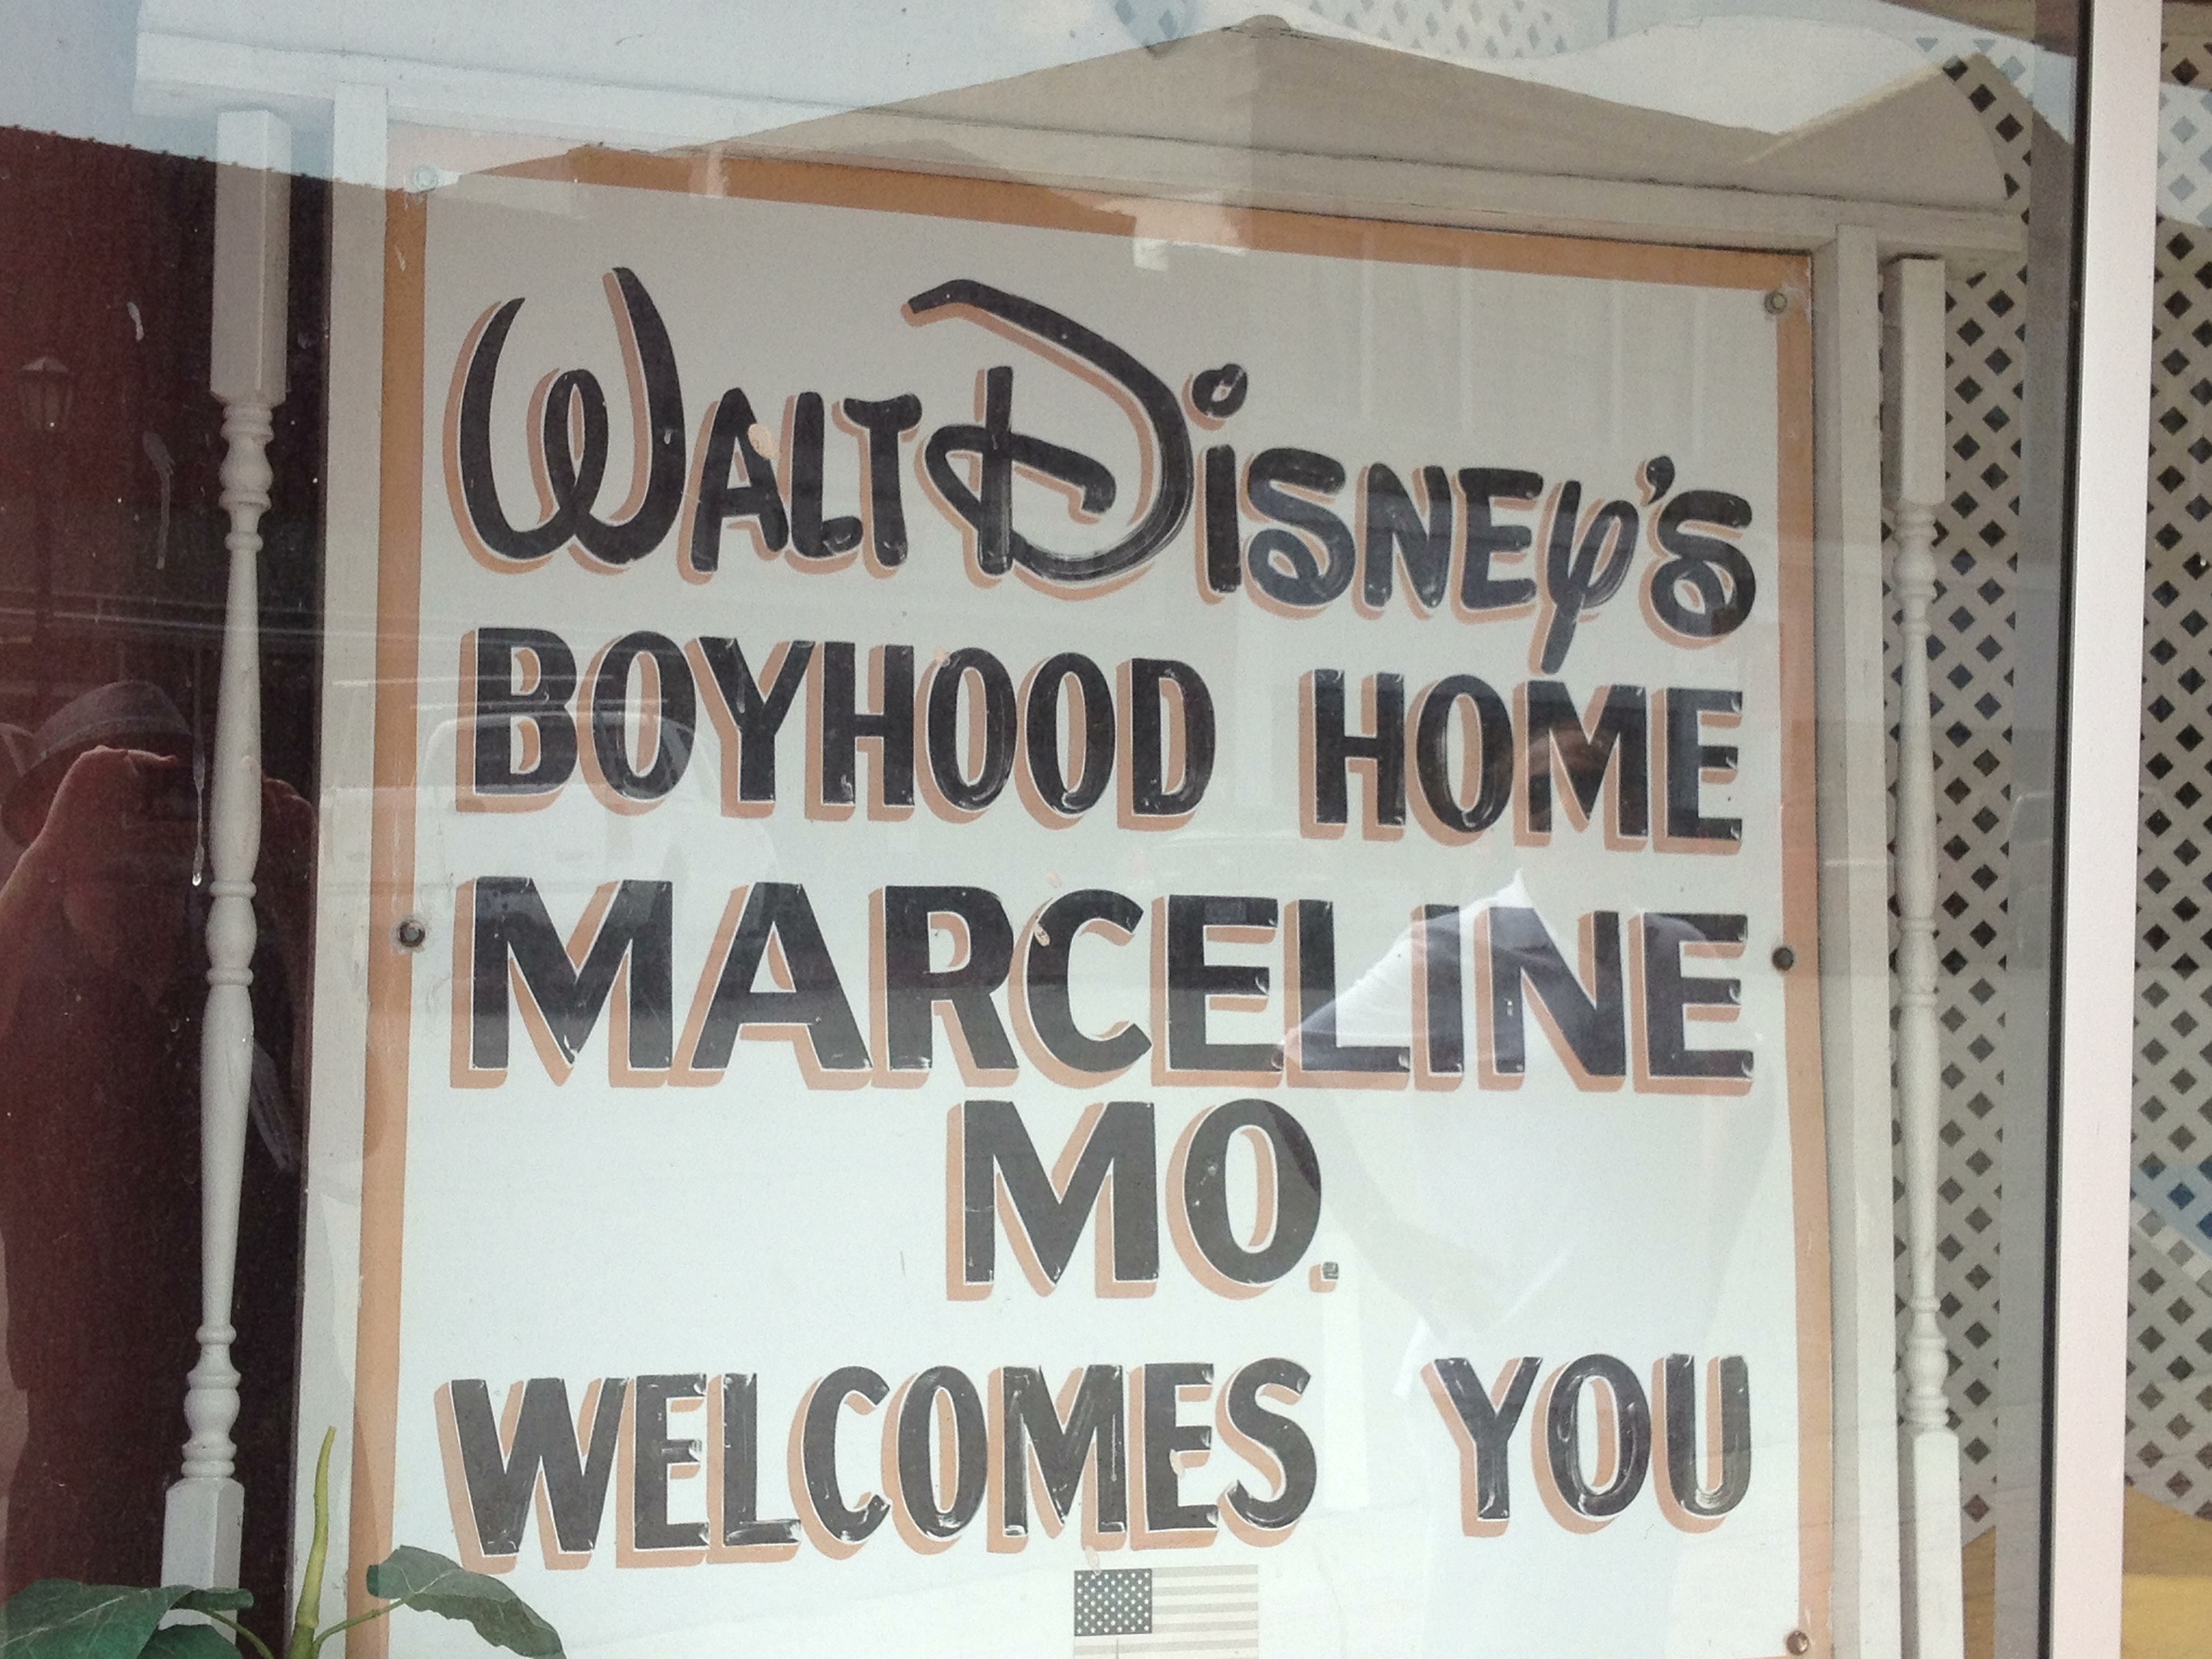 Walt Disney's
BOYHOOD HOME
MARCELINE
MO.
WELCOMES YOU